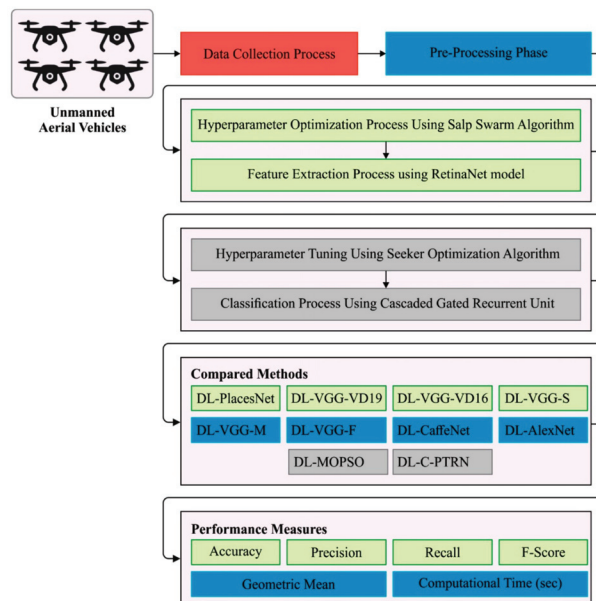 Data Collection Process
Pre-Processing Phase
Unmanned
Aerial Vehicles
Hyperparameter Optimization Process Using Salp Swarm Algorithm
Feature Extraction Process using RetinaNet model
Hyperparameter Tuning Using Seeker Optimization Algorithm
Classification Process Using Cascaded Gated Recurrent Unit
Compared Methods
DL-PlacesNet DL-VGG-VD19 DL-VGG-VD16 DL-VGG-S
DL-VGG-M DL-VGG-F DL-CaffeNet DL-AlexNet
DL-MOPSO DL-C-PTRN
Performance Measures
Accuracy Precision Recall F-Score
Geometric Mean Computational Time (sec)